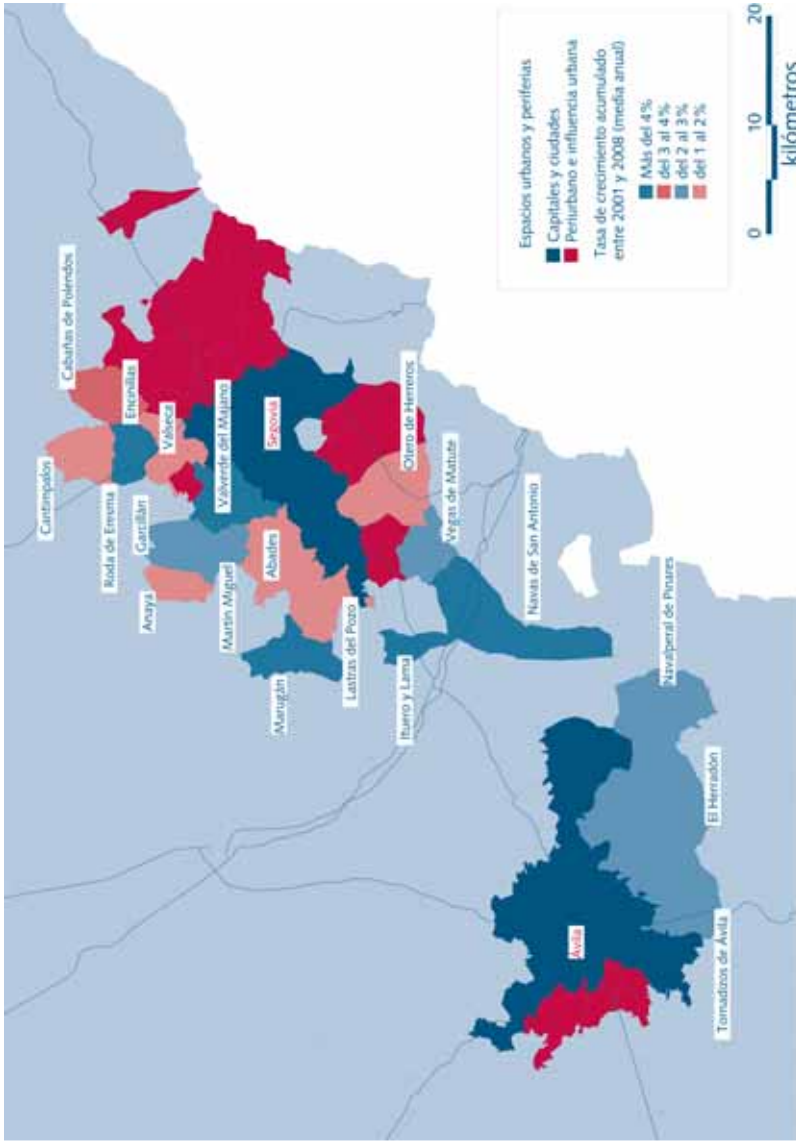 Cabañas de Polendos
Cantimpalos
Encinillas
Roda de Eresma
Valseca
Garcillán
Valverde del Majano
Anaya
Segovia
Martín Miguel
Abades
Otero de Herreros
Marugán
Lastras del Pozo
Vegas de Matute
Ituero y Lama
Navas de San Antonio
Navalperal de Pinares
El Herradón
Ávila
Tornadizos de Ávila
Espacios urbanos y periferias
Capitales y ciudades
Periurbano e influencia urbana
Tasa de crecimiento acumulado
entre 2001 y 2008 (media anual)
Más del 4%
del 3 al 4%
del 2 al 3%
del 1 al 2%
0 10 20
kilómetros